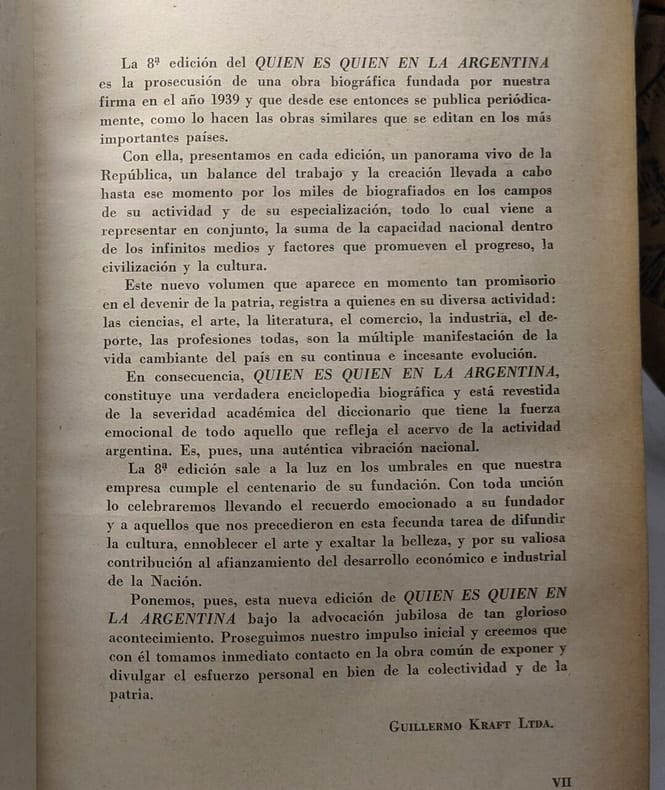 La 8ª edición del QUIEN ES QUIEN EN LA ARGENTINA
es la prosecusión de una obra biográfica fundada por nuestra
firma en el año 1939 y que desde ese entonces se publica periódica-
mente, como lo hacen las obras similares que se editan en los más
importantes países.
Con ella, presentamos en cada edición, un panorama vivo de la
República, un balance del trabajo y la creación llevada a cabo
hasta ese momento por los miles de biografiados en los campos
de su actividad y de su especialización, todo lo cual viene a
representar en conjunto, la suma de la capacidad nacional dentro
de los infinitos medios y factores que promueven el progreso, la
civilización y la cultura.
Este nuevo volumen que aparece en momento tan promisorio
en el devenir de la patria, registra a quienes en su diversa actividad:
las ciencias, el arte, la literatura, el comercio, la industria, el de-
porte, las profesiones todas, son la múltiple manifestación de la
vida cambiante del país en su continua e incesante evolución.
En consecuencia, QUIEN ES QUIEN EN LA ARGENTINA,
constituye una verdadera enciclopedia biográfica y está revestida
de la severidad académica del diccionario que tiene la fuerza
emocional de todo aquello que refleja el acervo de la actividad
argentina. Es, pues, una auténtica vibración nacional.
La 8ª edición sale a la luz en los umbrales en que nuestra
empresa cumple el centenario de su fundación. Con toda unción
lo celebraremos llevando el recuerdo emocionado a su fundador
y a aquellos que nos precedieron en esta fecunda tarea de difundir
la cultura, ennoblecer el arte y exaltar la belleza, y por su valiosa
contribución al afianzamiento del desarrollo económico e industrial
de la Nación.
Ponemos, pues, esta nueva edición de QUIEN ES QUIEN EN
LA ARGENTINA bajo la advocación jubilosa de tan glorioso
acontecimiento. Proseguimos nuestro impulso inicial y creemos que
con él tomamos inmediato contacto en la obra común de exponer y
divulgar el esfuerzo personal en bien de la colectividad y de la
patria.
GUILLERMO KRAFT LTDA.
VII